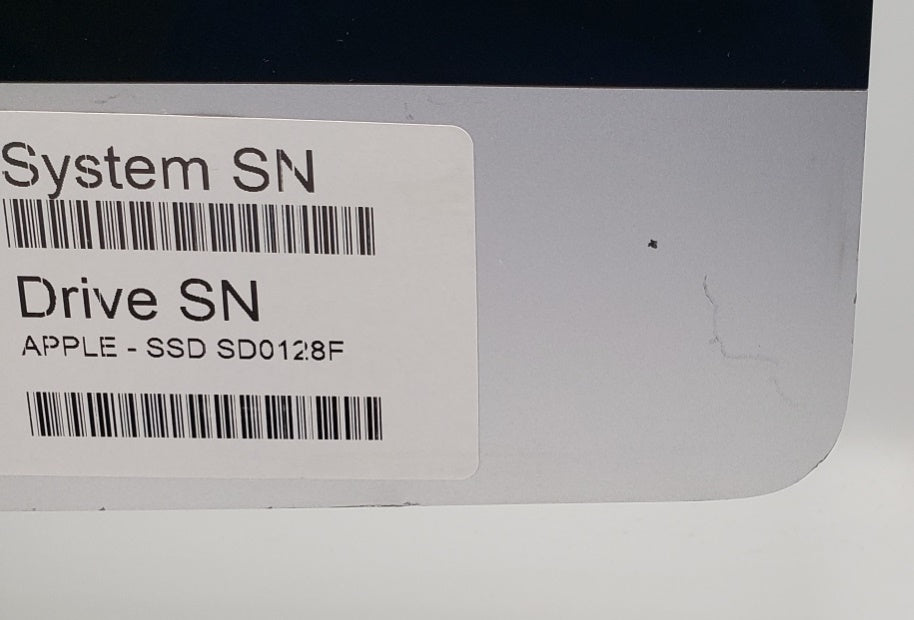 System SN
Drive SN
APPLE - SSD SD0128F